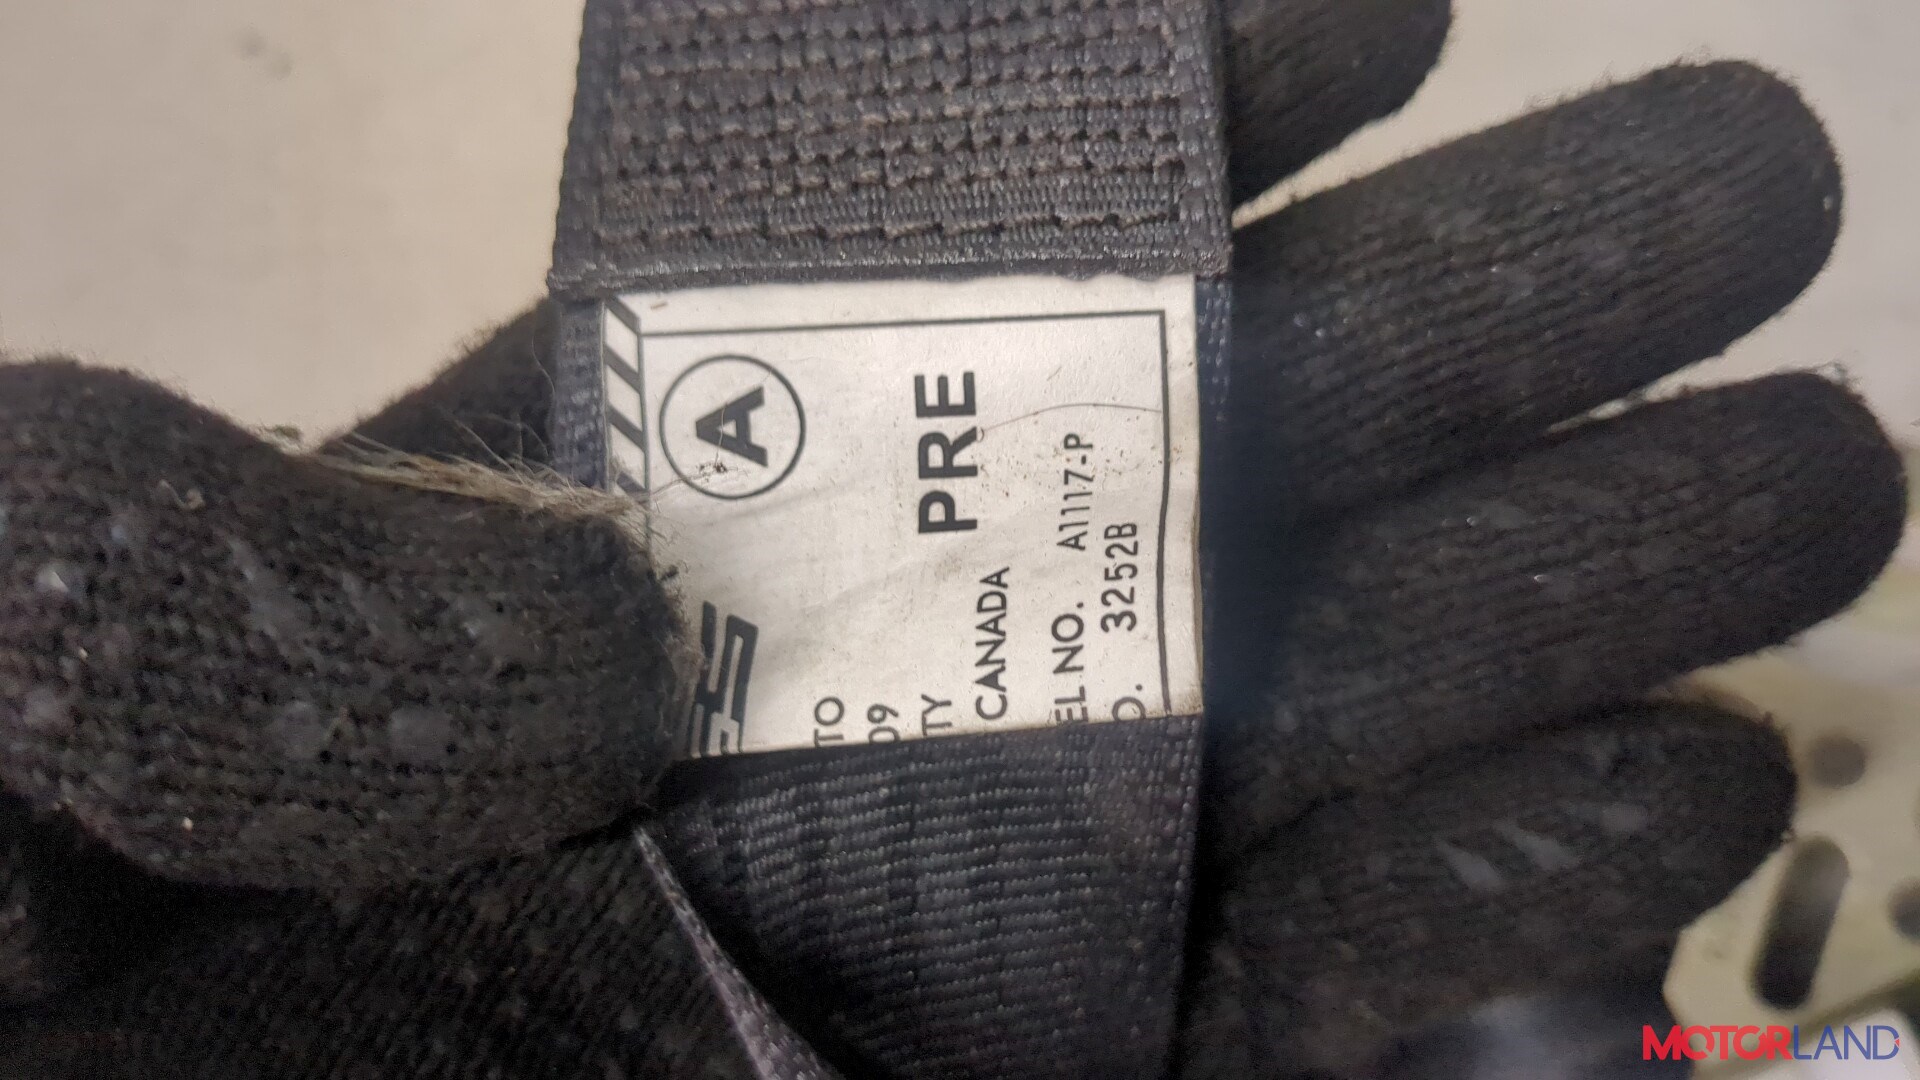 A
TO
09
TY PRE
CANADA
EL NO. A1117-P
O. 3252B
MOTORLAND